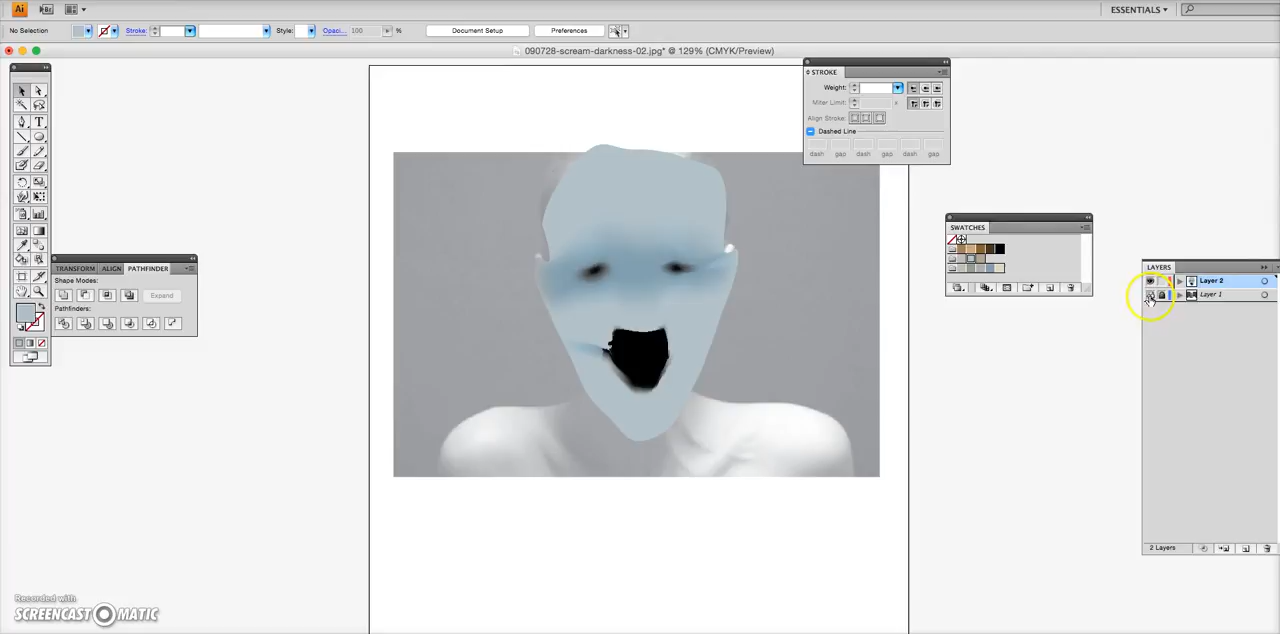 Ai Br ESSENTIALS
No Selection Stroke: Style: Opaci... 100 % Document Setup Preferences
090728-scream-darkness-02.jpg* @ 129% (CMYK/Preview)
STROKE
Weight:
Miter Limit: x
Align Stroke:
Dashed Line
dash gap dash gap dash gap
SWATCHES
TRANSFORM ALIGN PATHFINDER
Shape Modes:
Expand
Pathfinders:
LAYERS
Layer 2
Layer 1
2 Layers
Recorded with
SCREENCAST-O-MATIC